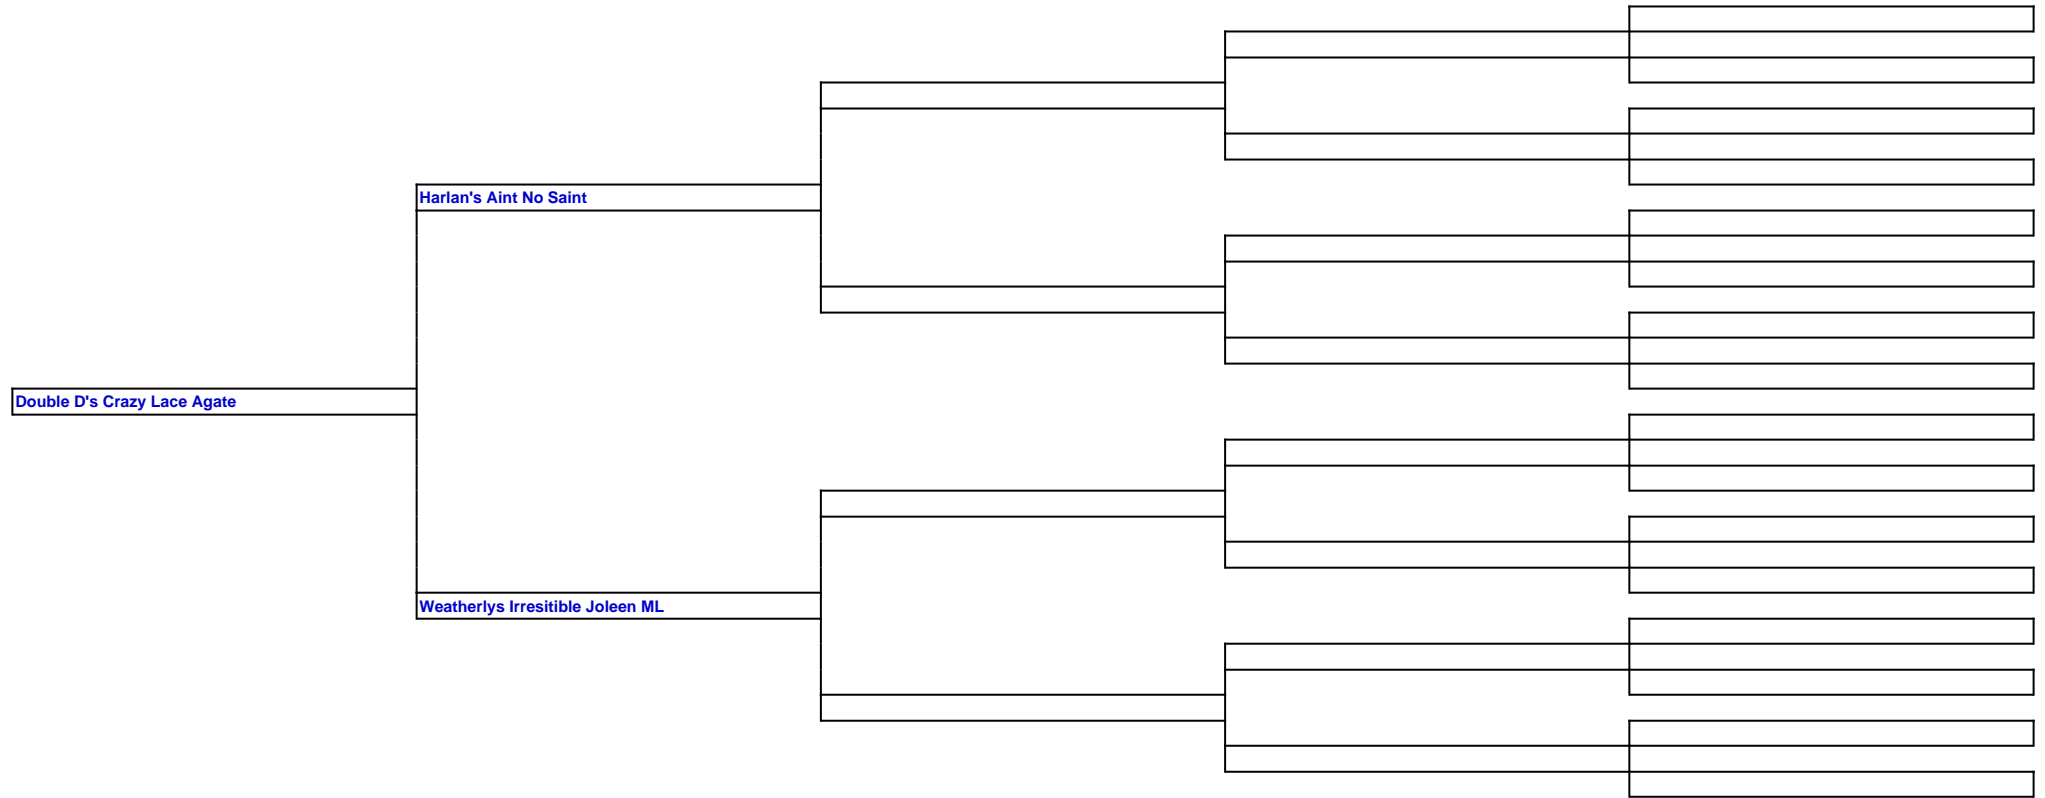 Harlan's Aint No Saint
Double D's Crazy Lace Agate
Weatherlys Irresitible Joleen ML